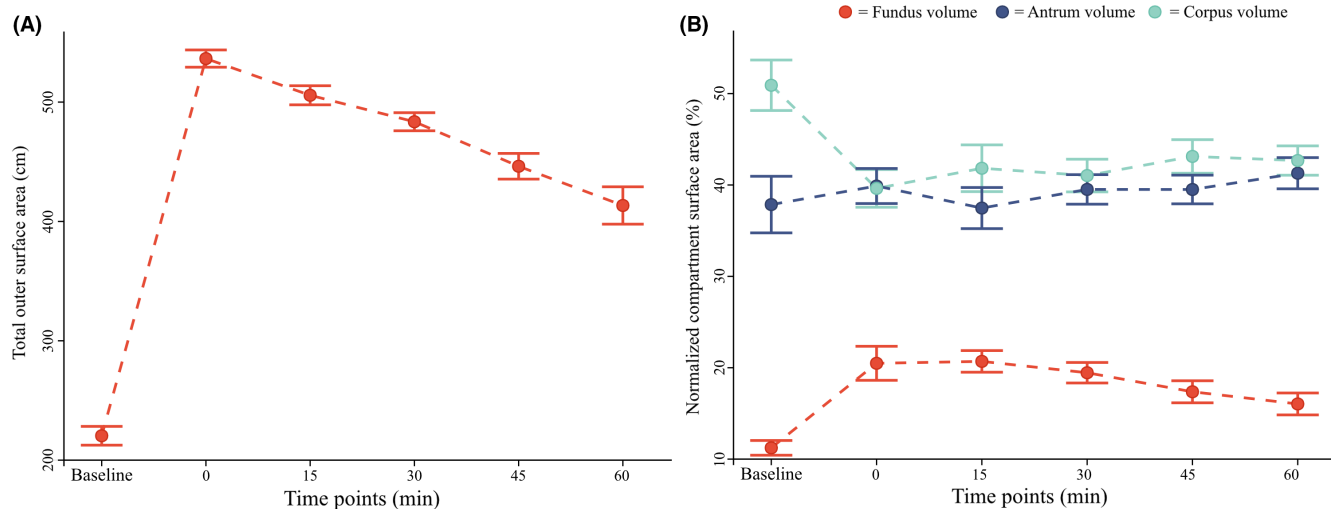 (A)
Total outer surface area (cm)
500
400
300
200
Baseline 0 15 30 45 60
Time points (min)
= Fundus volume = Antrum volume = Corpus volume
(B)
Normalized compartment surface area (%)
50
40
30
20
10
Baseline 0 15 30 45 60
Time points (min)